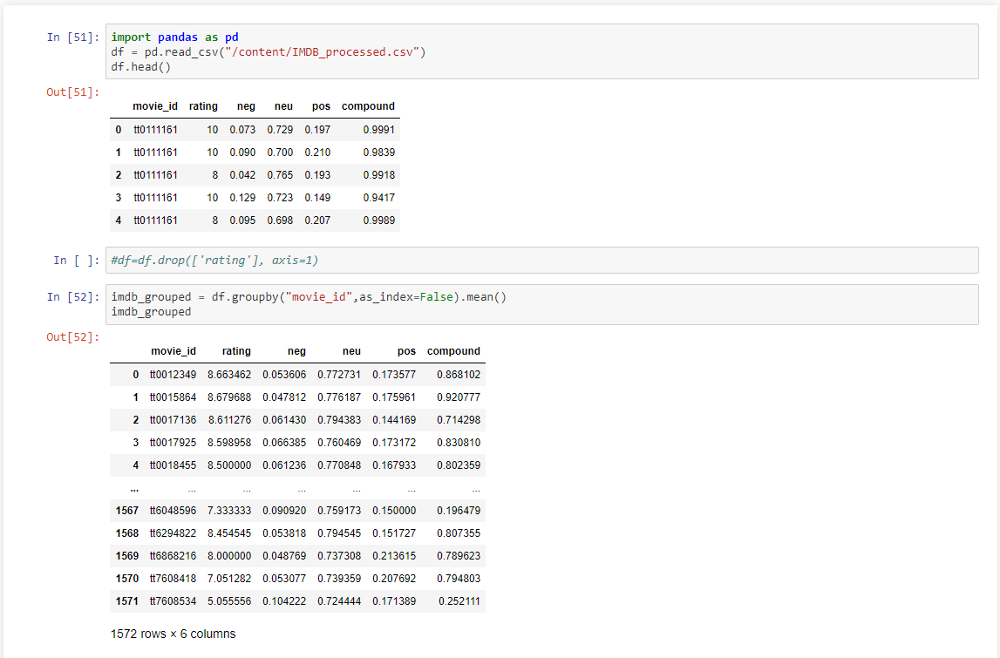 In [51]: import pandas as pd
df = pd.read_csv("/content/IMDB_processed.csv")
df.head()
Out[51]:
movie_id rating neg neu pos compound
0 tt0111161 10 0.073 0.729 0.197 0.9991
1 tt0111161 10 0.090 0.700 0.210 0.9839
2 tt0111161 8 0.042 0.765 0.193 0.9918
3 tt0111161 10 0.129 0.723 0.149 0.9417
4 tt0111161 8 0.095 0.698 0.207 0.9989
In [ ]: #df=df.drop(['rating'], axis=1)
In [52]: imdb_grouped = df.groupby("movie_id",as_index=False).mean()
imdb_grouped
Out[52]:
movie_id rating neg neu pos compound
0 tt0012349 8.663462 0.053606 0.772731 0.173577 0.868102
1 tt0015864 8.679688 0.047812 0.776187 0.175961 0.920777
2 tt0017136 8.611276 0.061430 0.794383 0.144169 0.714298
3 tt0017925 8.598958 0.066385 0.760469 0.173172 0.830810
4 tt0018455 8.500000 0.061236 0.770848 0.167933 0.802359
... ... ... ... ... ... ...
1567 tt6048596 7.333333 0.090920 0.759173 0.150000 0.196479
1568 tt6294822 8.454545 0.053818 0.794545 0.151727 0.807355
1569 tt6868216 8.000000 0.048769 0.737308 0.213615 0.789623
1570 tt7608418 7.051282 0.053077 0.739359 0.207692 0.794803
1571 tt7608534 5.055556 0.104222 0.724444 0.171389 0.252111
1572 rows × 6 columns